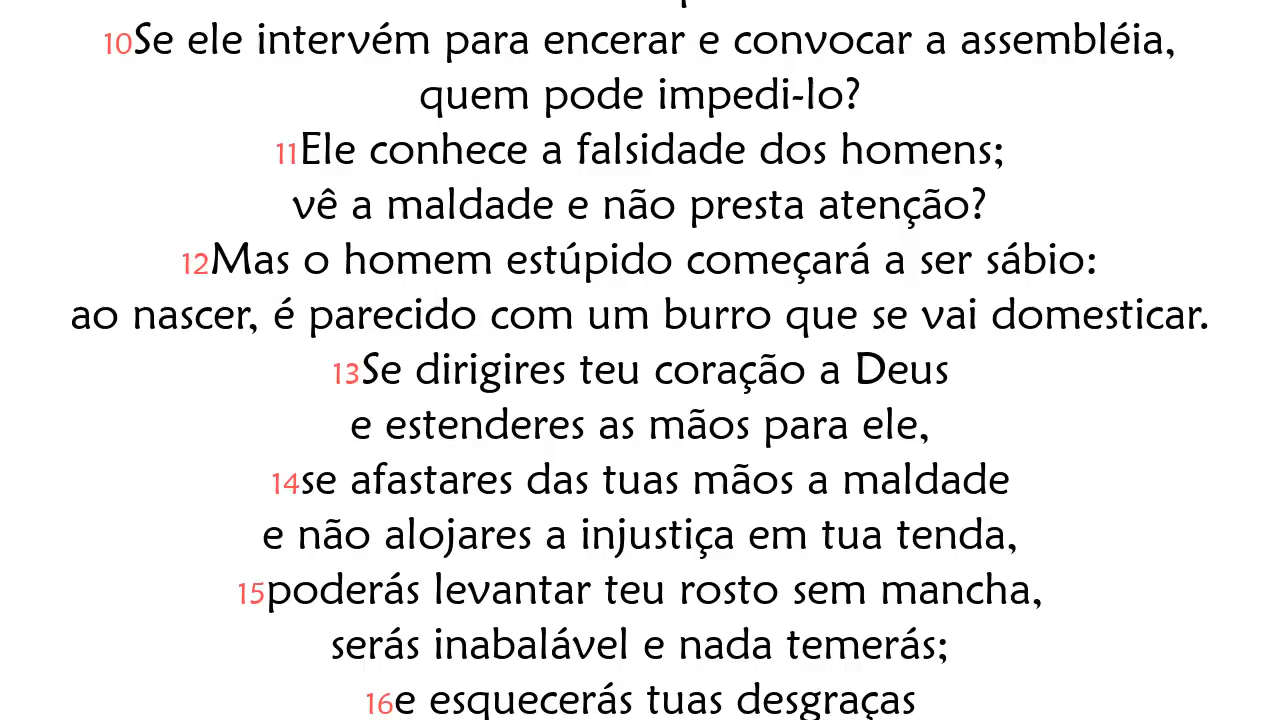 10Se ele intervém para encerar e convocar a assembléia,
quem pode impedi-lo?
11Ele conhece a falsidade dos homens;
vê a maldade e não presta atenção?
12Mas o homem estúpido começará a ser sábio:
ao nascer, é parecido com um burro que se vai domesticar.
13Se dirigires teu coração a Deus
e estenderes as mãos para ele,
14se afastares das tuas mãos a maldade
e não alojares a injustiça em tua tenda,
15poderás levantar teu rosto sem mancha,
serás inabalável e nada temerás;
16e esquecerás tuas desgraças